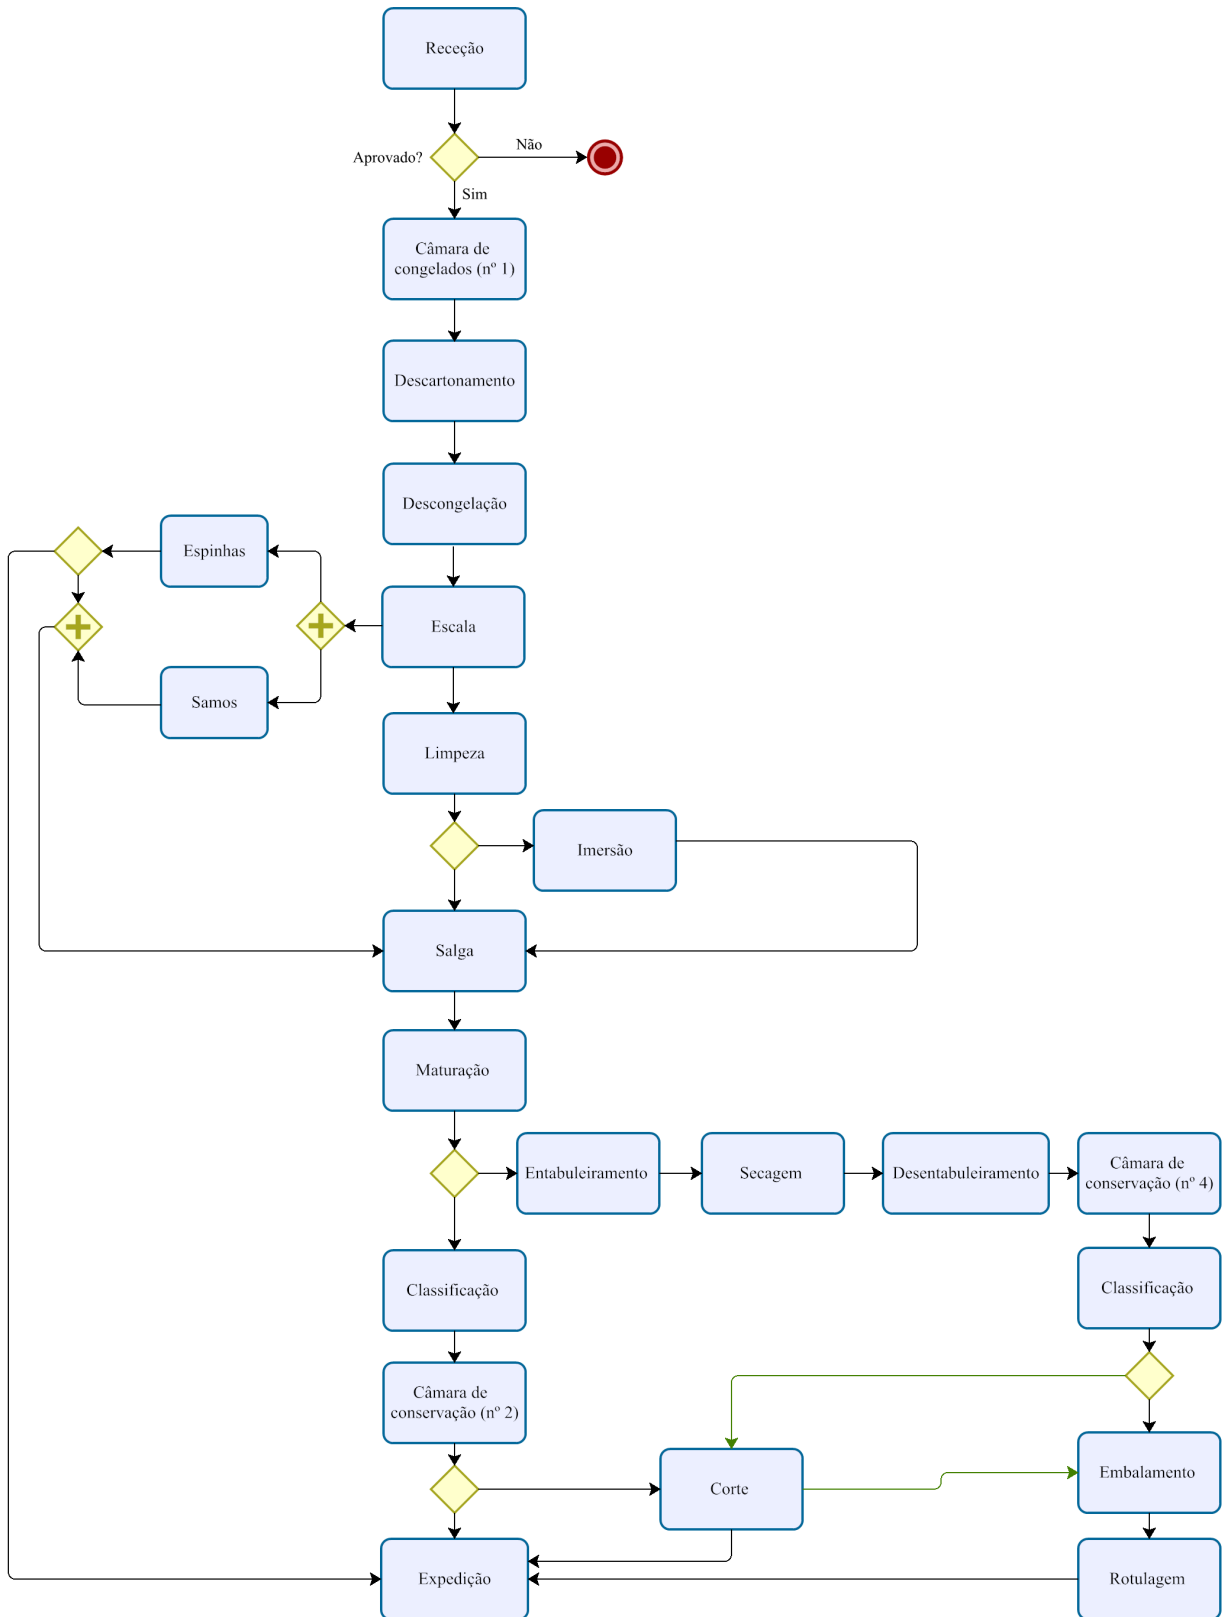 Receção
Aprovado?
Não
Sim
Câmara de
congelados (nº 1)
Descartonamento
Descongelação
Espinhas
Escala
Samos
Limpeza
Imersão
Salga
Maturação
Entabuleiramento
Secagem
Desentabuleiramento
Câmara de
conservação (nº 4)
Classificação
Classificação
Câmara de
conservação (nº 2)
Corte
Embalamento
Expedição
Rotulagem